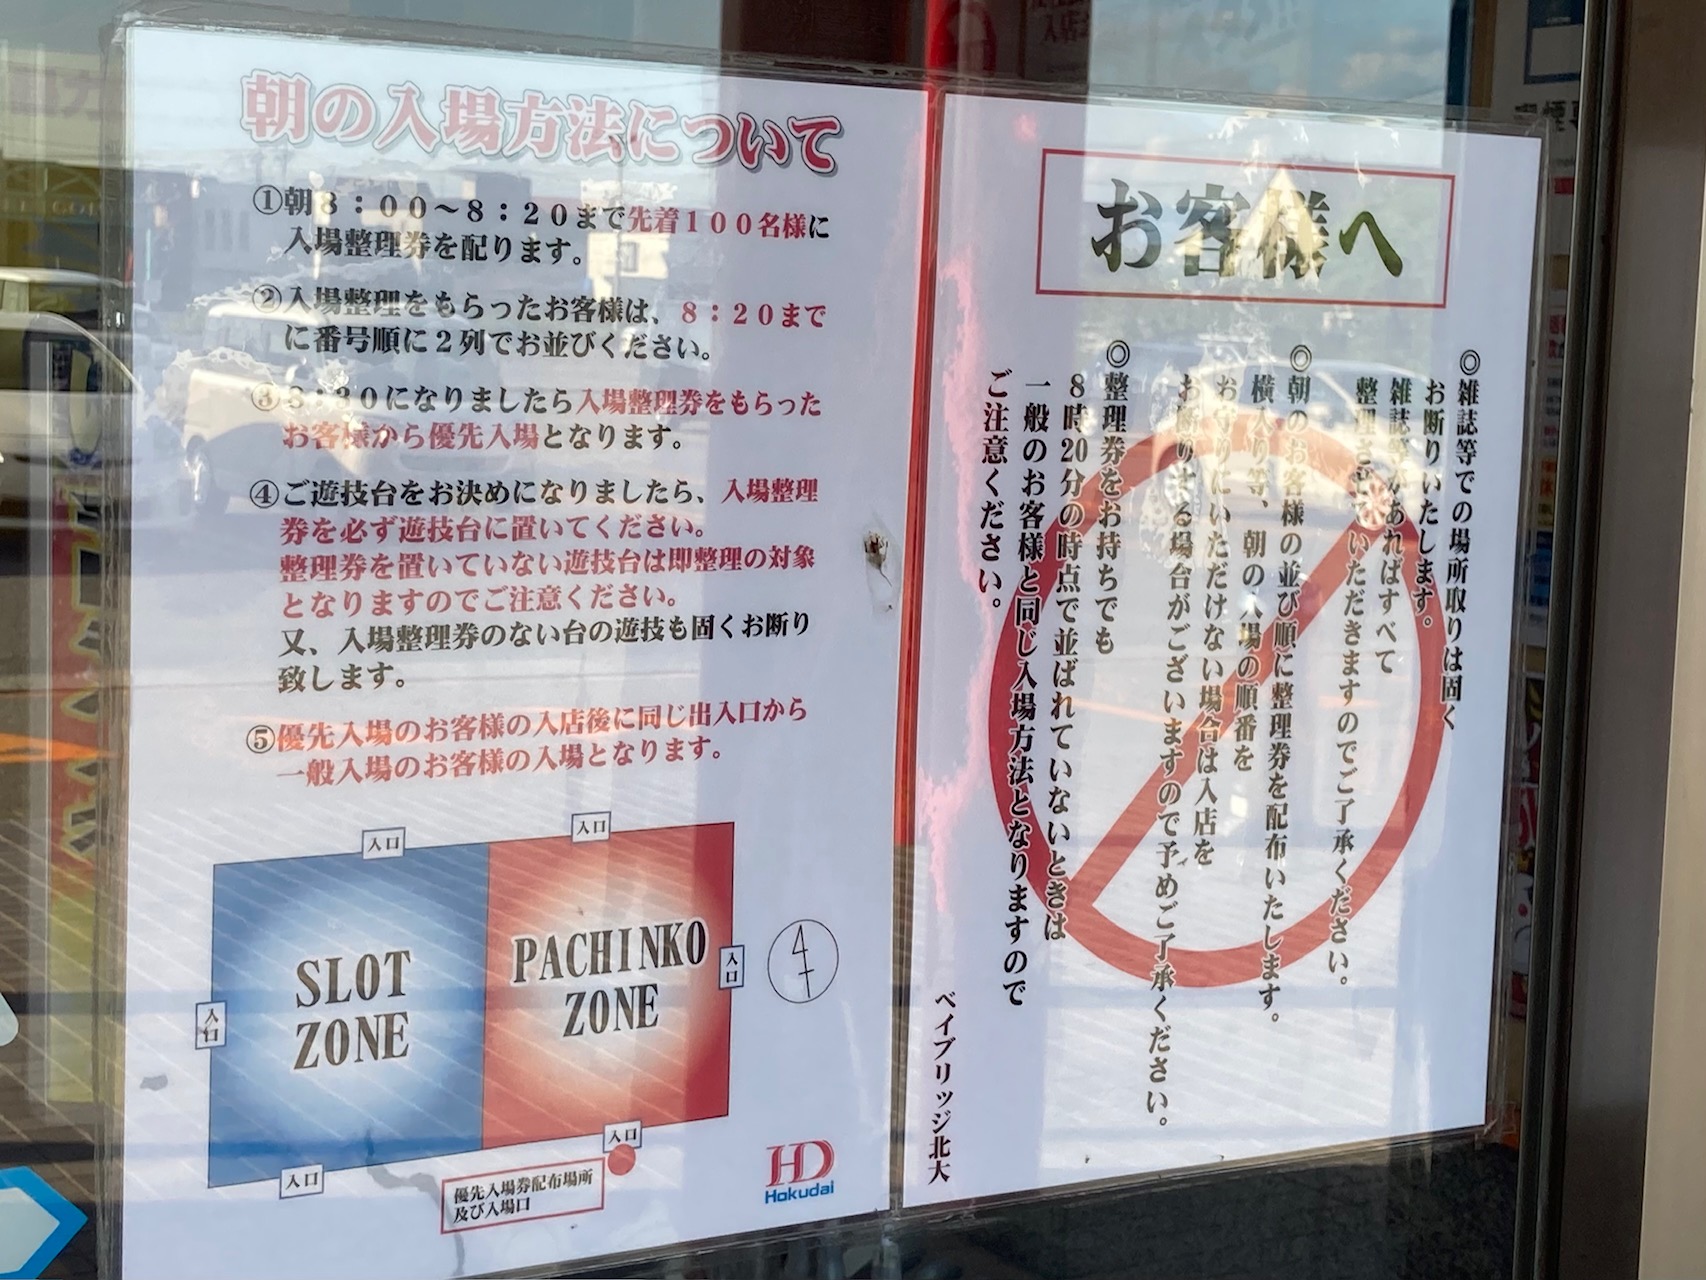 朝の入場方法について
①朝8：00～8：20まで先着100名様に
入場整理券を配ります。
②入場整理をもらったお客様は、8：20まで
に番号順に2列でお並びください。
③8：30になりましたら入場整理券をもらった
お客様から優先入場となります。
④ご遊技台をお決めになりましたら、入場整理
券を必ず遊技台に置いてください。
整理券を置いていない遊技台は即整理の対象
となりますのでご注意ください。
又、入場整理券のない台の遊技も固くお断り
致します。
⑤優先入場のお客様の入店後に同じ出入口から
一般入場のお客様の入場となります。
入口
入口
SLOT
ZONE
PACHINKO
ZONE
入口
入口
入口
入口
優先入場券配布場所
及び入場口
HD
Hokudai
お客様へ
◎雑誌等での場所取りは固く
お断りいたします。
雑誌等があればすべて
整理させていただきますのでご了承ください。
◎朝のお客様の並び順に整理券を配布いたします。
横入り等、朝の入場の順番を
お守りにいただけない場合は入店を
お断りする場合がございますので予めご了承ください。
◎整理券をお持ちでも
8時20分の時点で並ばれていないときは
一般のお客様と同じ入場方法となりますので
ご注意ください。
ベイブリッジ北大